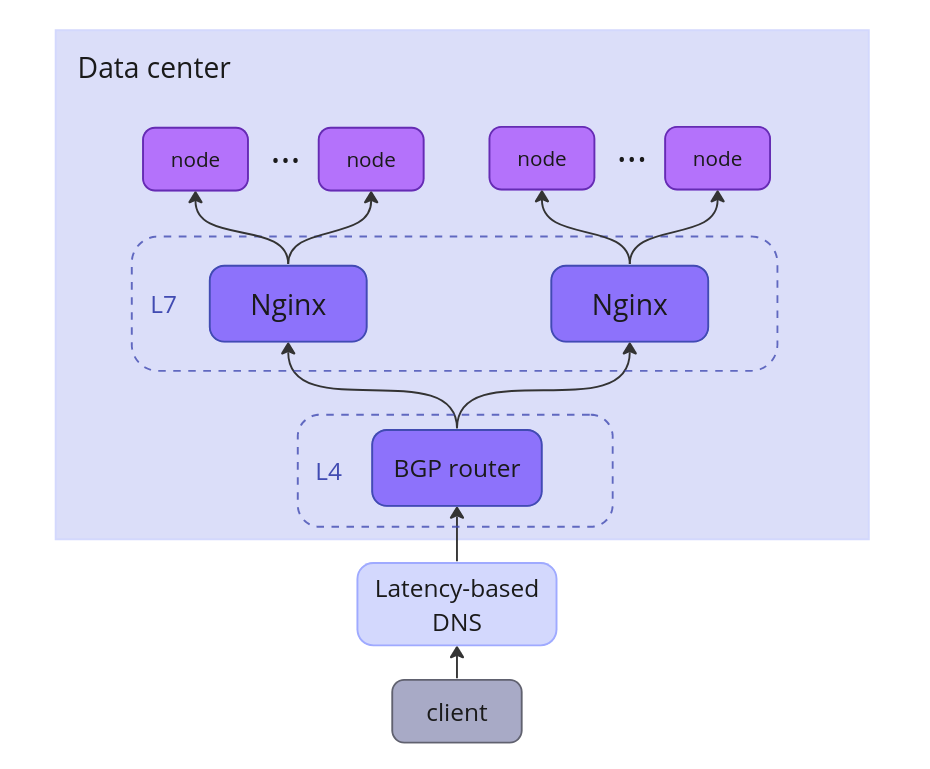 Data center
node ... node node ... node
L7 Nginx Nginx
L4 BGP router
Latency-based
DNS
client